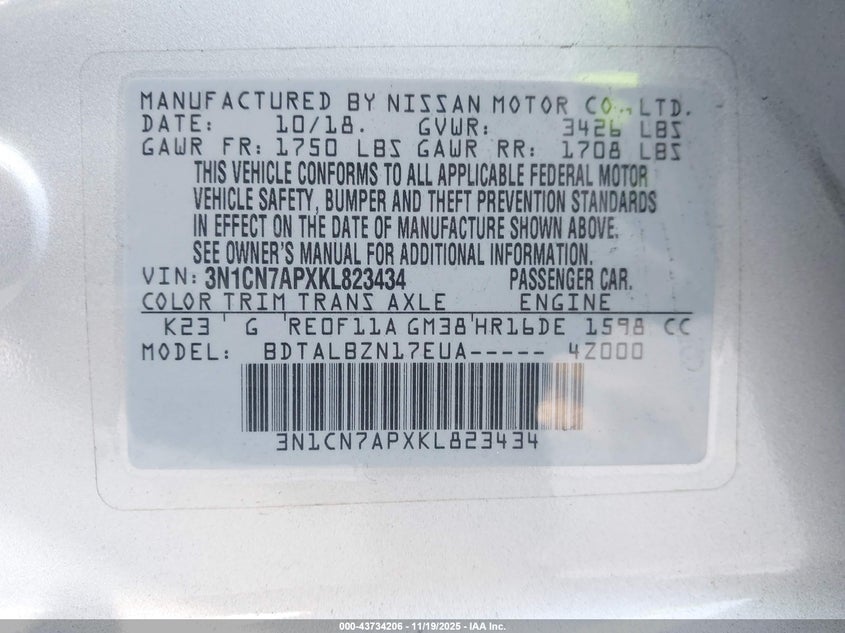 MANUFACTURED BY NISSAN MOTOR CO., LTD.
DATE: 10/18. GVWR: 3426 LBS
GAWR FR: 1750 LBS GAWR RR: 1708 LBS
THIS VEHICLE CONFORMS TO ALL APPLICABLE FEDERAL MOTOR
VEHICLE SAFETY, BUMPER AND THEFT PREVENTION STANDARDS
IN EFFECT ON THE DATE OF MANUFACTURE SHOWN ABOVE.
SEE OWNER'S MANUAL FOR ADDITIONAL INFORMATION.
VIN: 3N1CN7APXKL823434 PASSENGER CAR.
COLOR TRIM TRANS AXLE ENGINE
K23 G RE0F11A GM38 HR16DE 1598 CC
MODEL: BDTALBZN17EUA----- 4Z000
3N1CN7APXKL823434
000-43734206 - 11/19/2025 - IAA Inc.